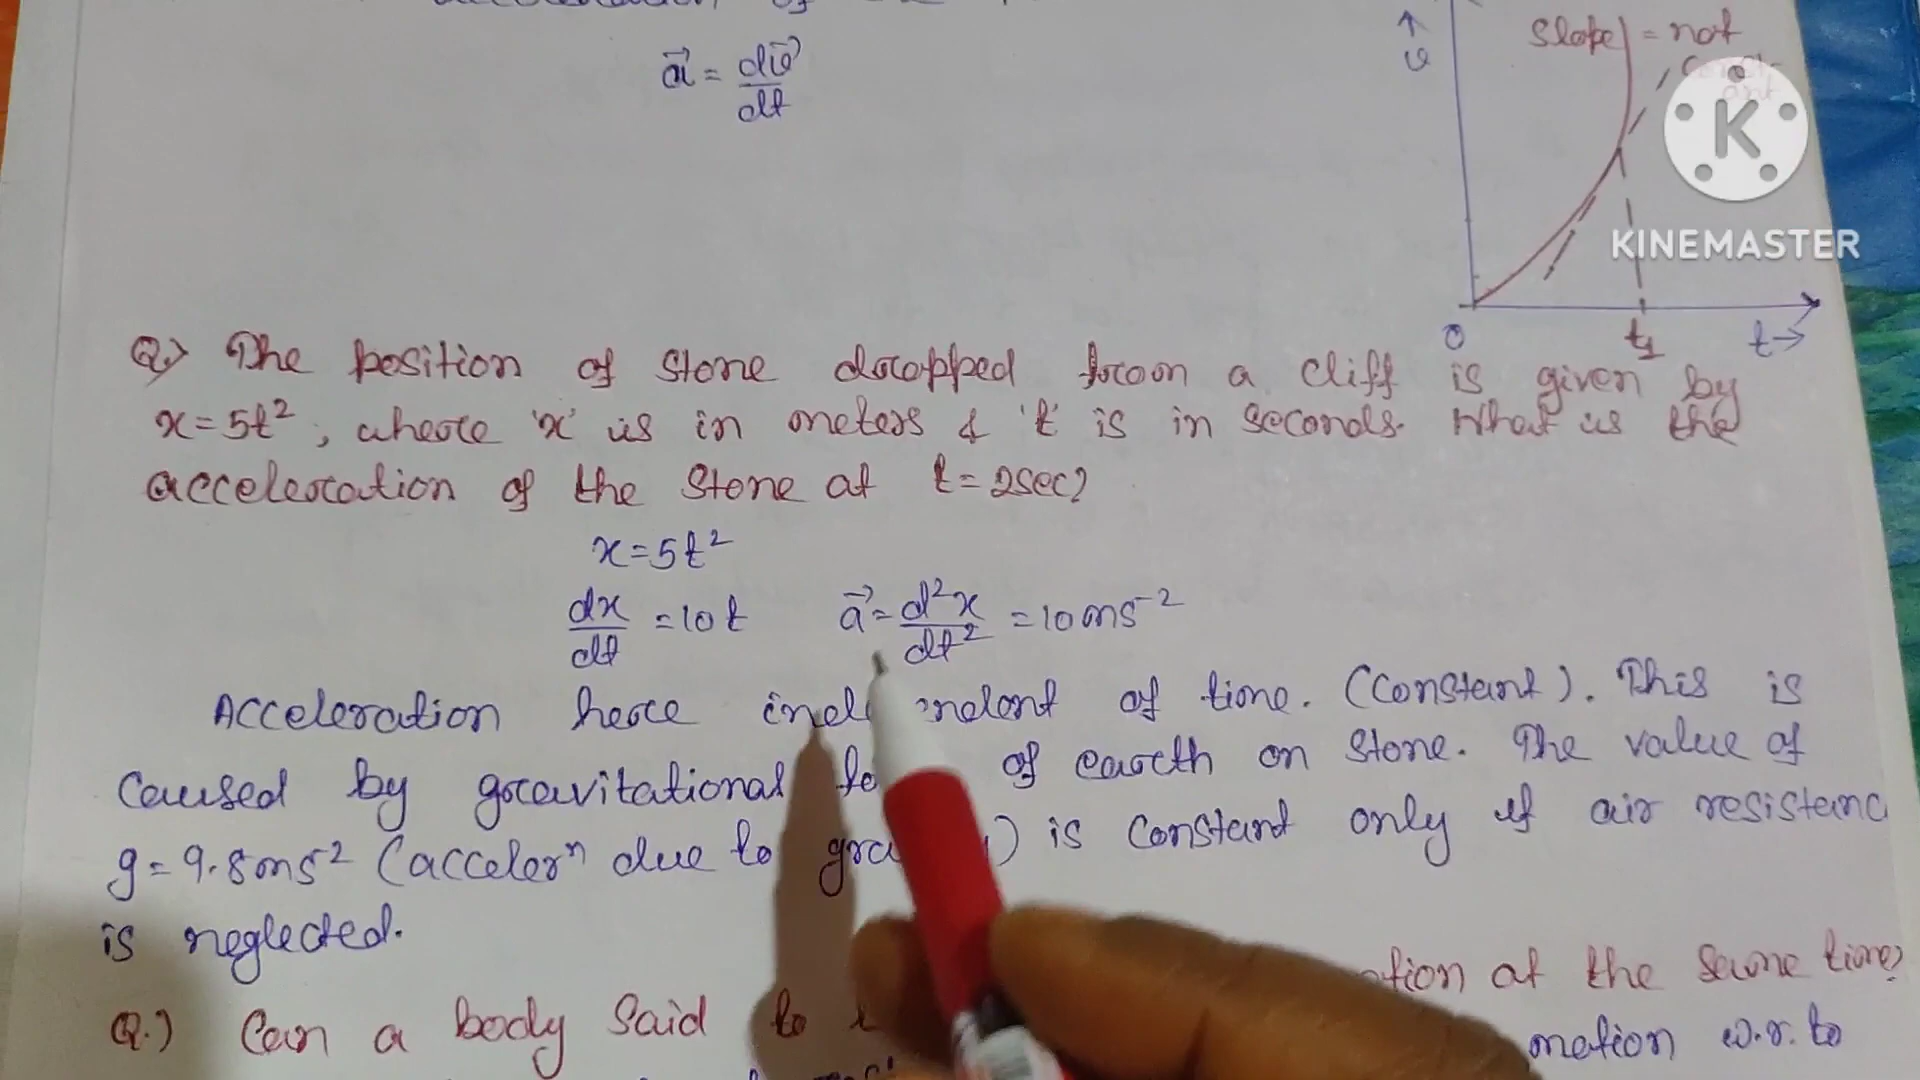 a⃗ = dv⃗/dt
slope = not
v
KINEMASTER
0 t₁ t→
Q.) The position of stone dropped from a cliff is given by
x=5t², where 'x' is in meters & 't' is in seconds. What is the
acceleration of the stone at t=2sec?
x=5t²
dx/dt = 10t a⃗ = d²x/dt² = 10ms⁻²
Acceleration here of time. (constant). This is
caused by gravitational of earth on stone. The value of
g=9.8ms² (accelerⁿ due to is constant only if air resistanc
is neglected.
at the same time?
Q.) Can a body said to
motion w.r.to